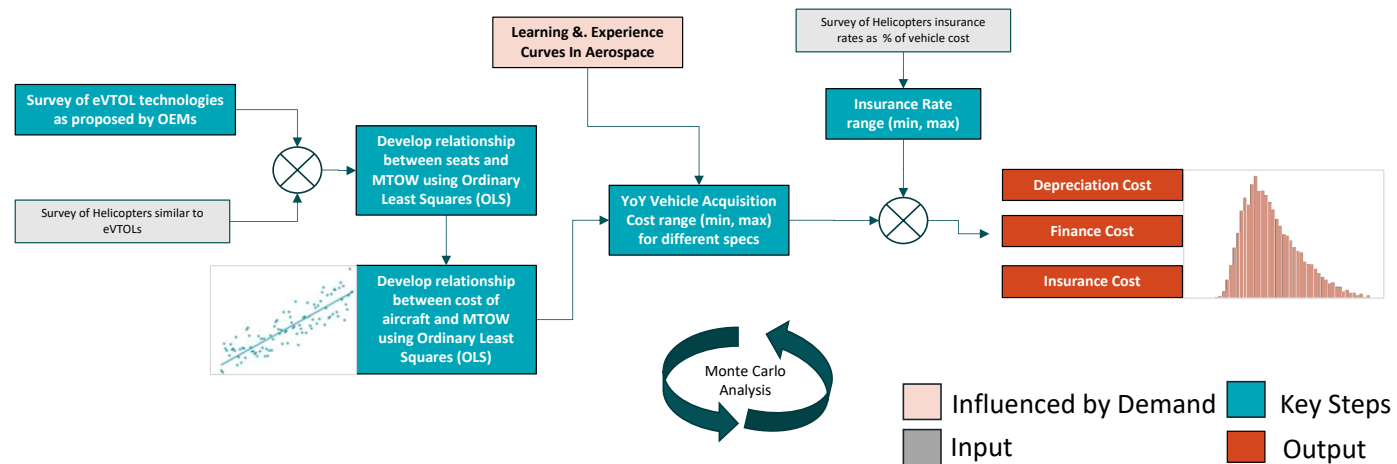 Learning &. Experience
Curves In Aerospace
Survey of Helicopters insurance
rates as % of vehicle cost
Survey of eVTOL technologies
as proposed by OEMs
Insurance Rate
range (min, max)
Develop relationship
between seats and
MTOW using Ordinary
Least Squares (OLS)
Survey of Helicopters similar to
eVTOLs
YoY Vehicle Acquisition
Cost range (min, max)
for different specs
Depreciation Cost
Finance Cost
Insurance Cost
Develop relationship
between cost of
aircraft and MTOW
using Ordinary Least
Squares (OLS)
Monte Carlo
Analysis
Influenced by Demand
Key Steps
Input
Output